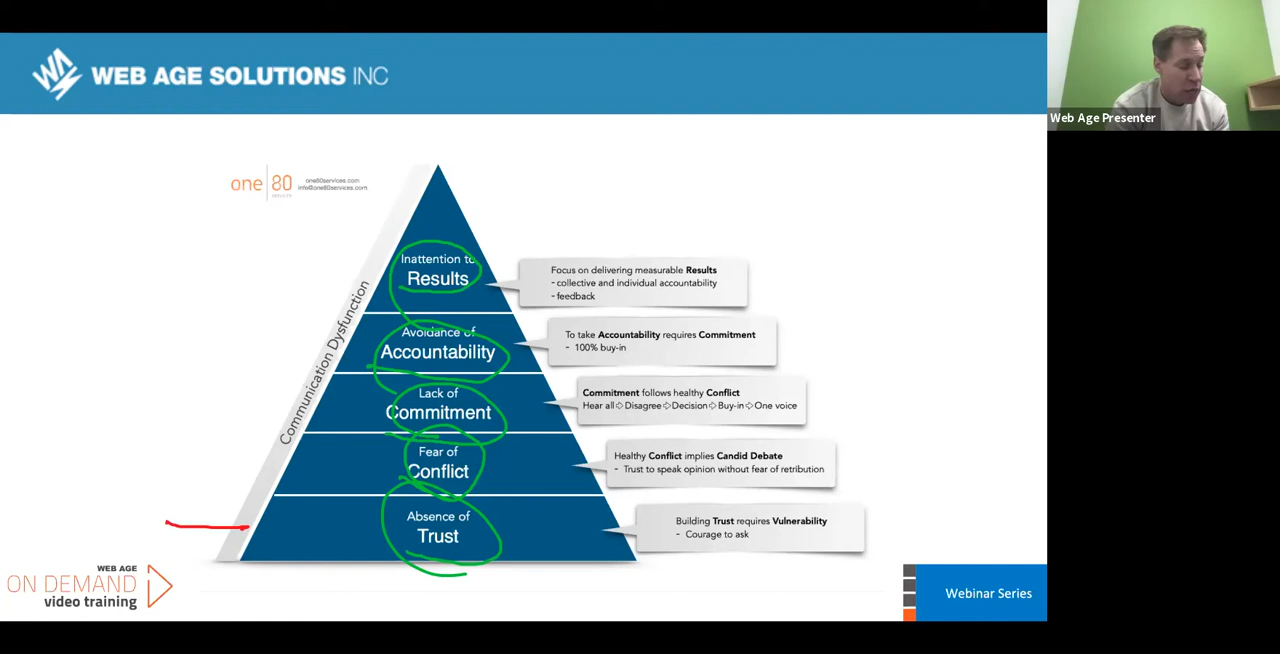 WEB AGE SOLUTIONS INC
Web Age Presenter
one 80
SERVICES
one80services.com
info@one80services.com
Communication Dysfunction
Inattention to
Results
Focus on delivering measurable Results
- collective and individual accountability
- feedback
Avoidance of
Accountability
To take Accountability requires Commitment
- 100% buy-in
Lack of
Commitment
Commitment follows healthy Conflict
Hear all ⇨ Disagree ⇨ Decision ⇨ Buy-in ⇨ One voice
Fear of
Conflict
Healthy Conflict implies Candid Debate
- Trust to speak opinion without fear of retribution
Absence of
Trust
Building Trust requires Vulnerability
- Courage to ask
WEB AGE
ON DEMAND
video training
Webinar Series